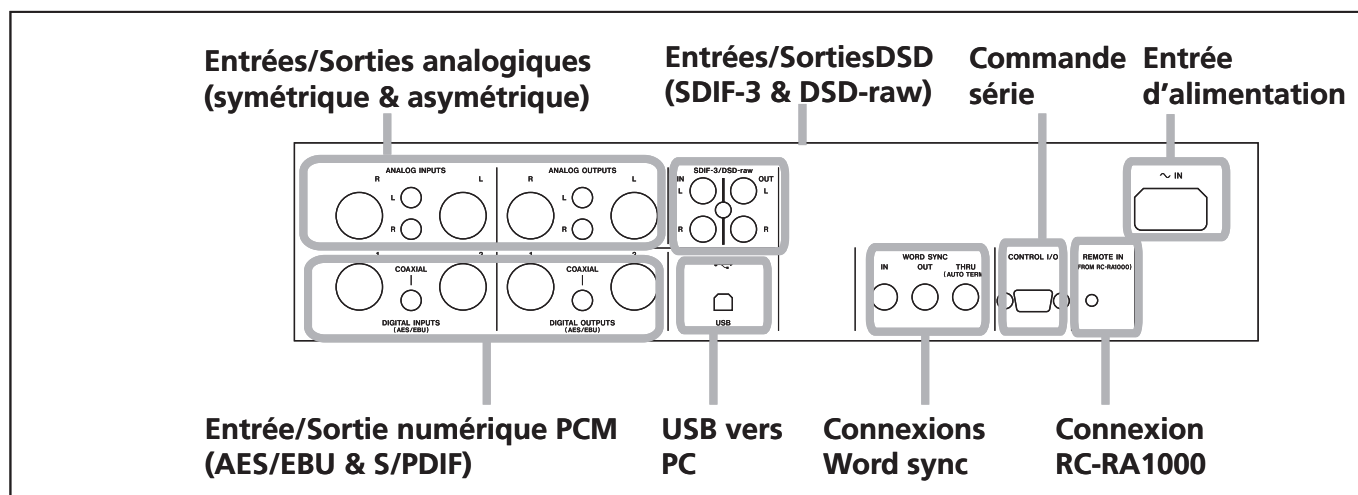 Entrées/Sorties analogiques
(symétrique & asymétrique)
Entrées/SortiesDSD
(SDIF-3 & DSD-raw)
Commande
série
Entrée
d’alimentation
ANALOG INPUTS
R
L
L
R
ANALOG OUTPUTS
R
L
L
R
SDIF-3/DSD-raw
IN
OUT
L
L
R
R
∼ IN
1
2
COAXIAL
DIGITAL INPUTS
(AES/EBU)
1
2
COAXIAL
DIGITAL OUTPUTS
(AES/EBU)
USB
WORD SYNC
IN
OUT
THRU
(AUTO TERM
CONTROL I/O
REMOTE IN
(FROM RC-RA1000)
Entrée/Sortie numérique PCM
(AES/EBU & S/PDIF)
USB vers
PC
Connexions
Word sync
Connexion
RC-RA1000